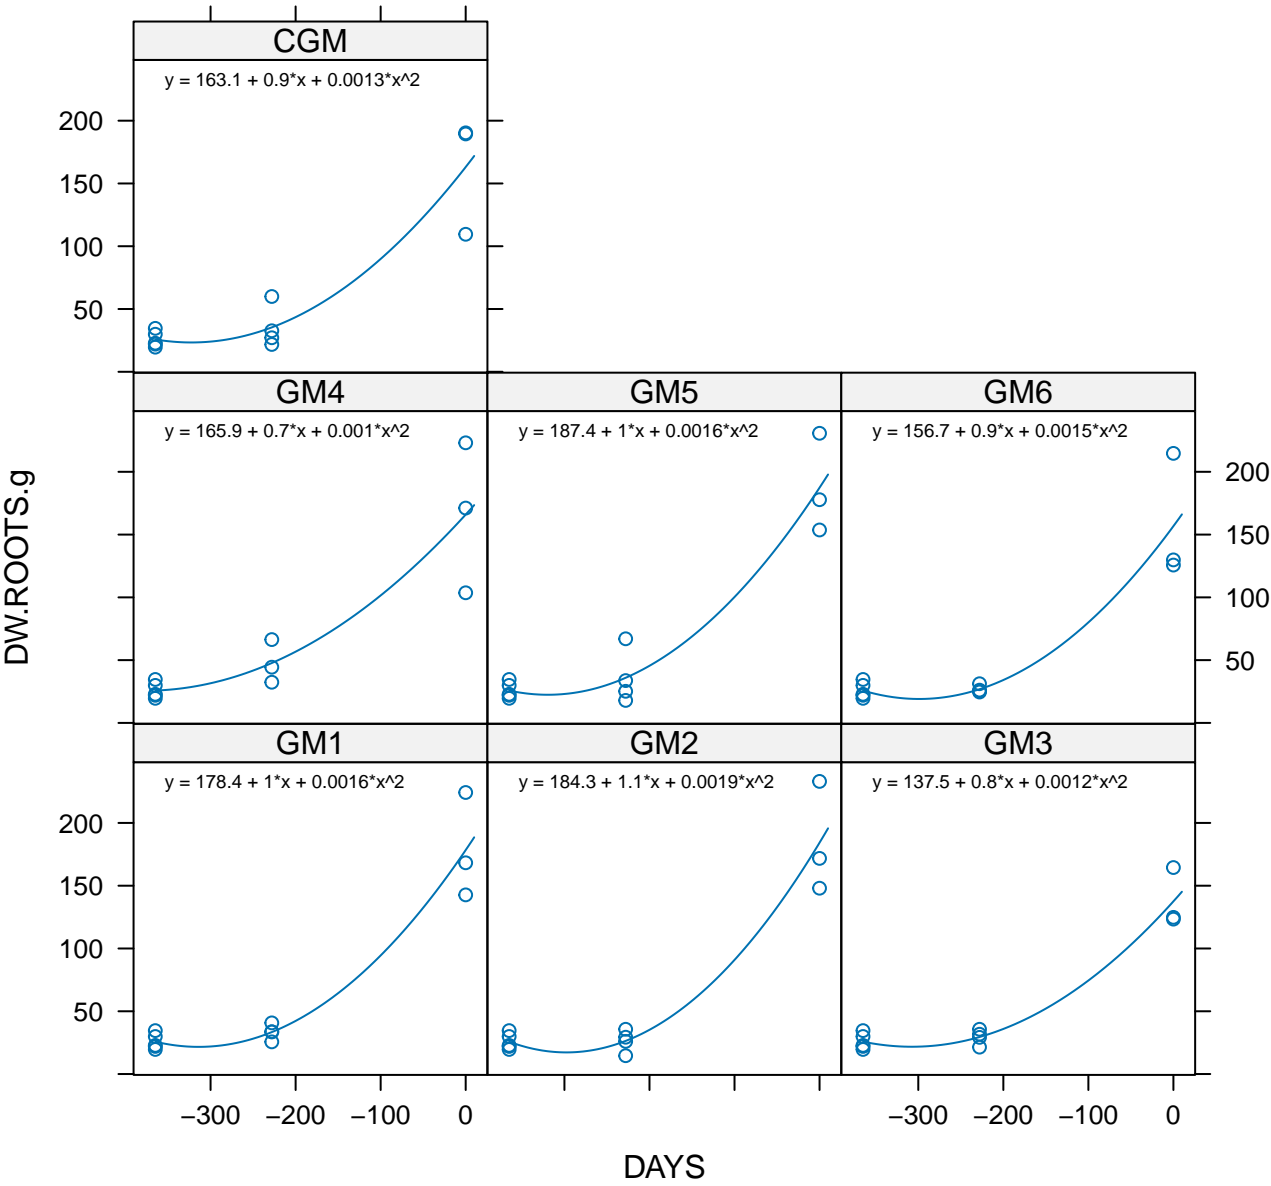 CGM
y = 163.1 + 0.9*x + 0.0013*x^2
200
150
100
50
GM4 GM5 GM6
y = 165.9 + 0.7*x + 0.001*x^2 y = 187.4 + 1*x + 0.0016*x^2 y = 156.7 + 0.9*x + 0.0015*x^2
200
150
100
50
DW.ROOTS.g
GM1 GM2 GM3
y = 178.4 + 1*x + 0.0016*x^2 y = 184.3 + 1.1*x + 0.0019*x^2 y = 137.5 + 0.8*x + 0.0012*x^2
200
150
100
50
−300 −200 −100 0 −300 −200 −100 0
DAYS